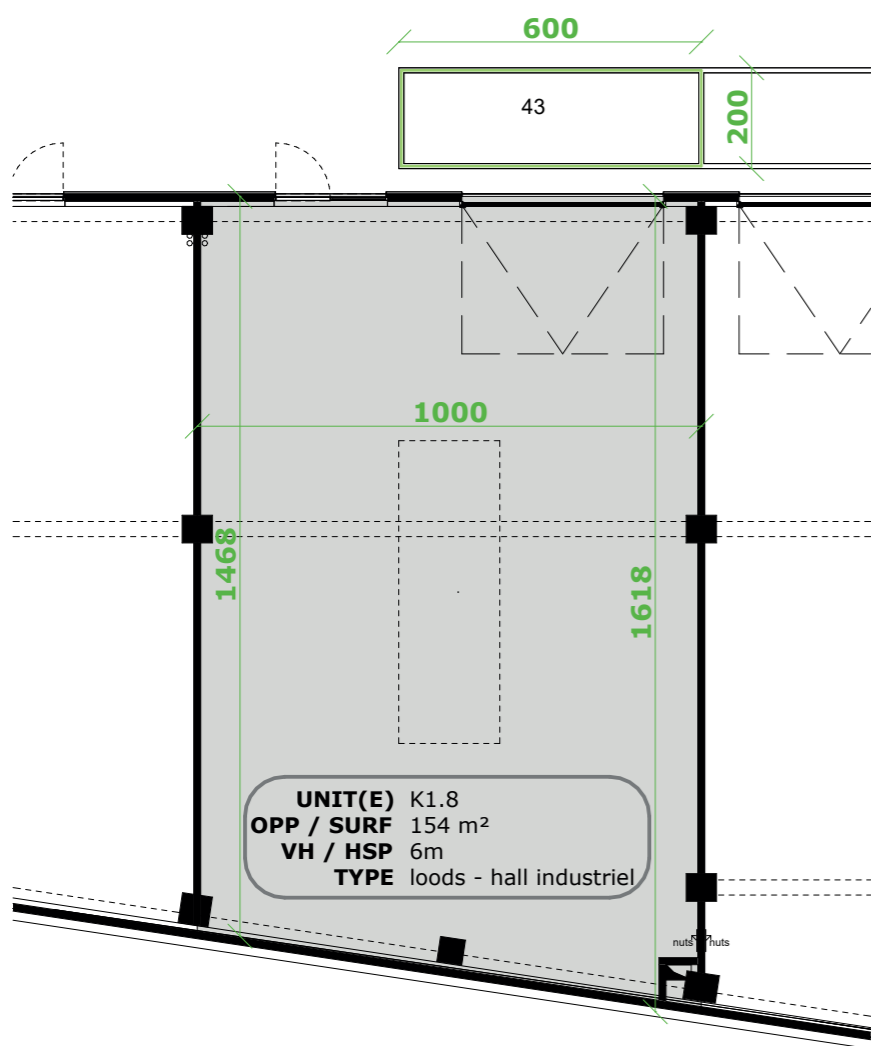 600
43
200
1000
1468
1618
UNIT(E) K1.8
OPP / SURF 154 m²
VH / HSP 6m
TYPE loods - hall industriel
nuts nuts